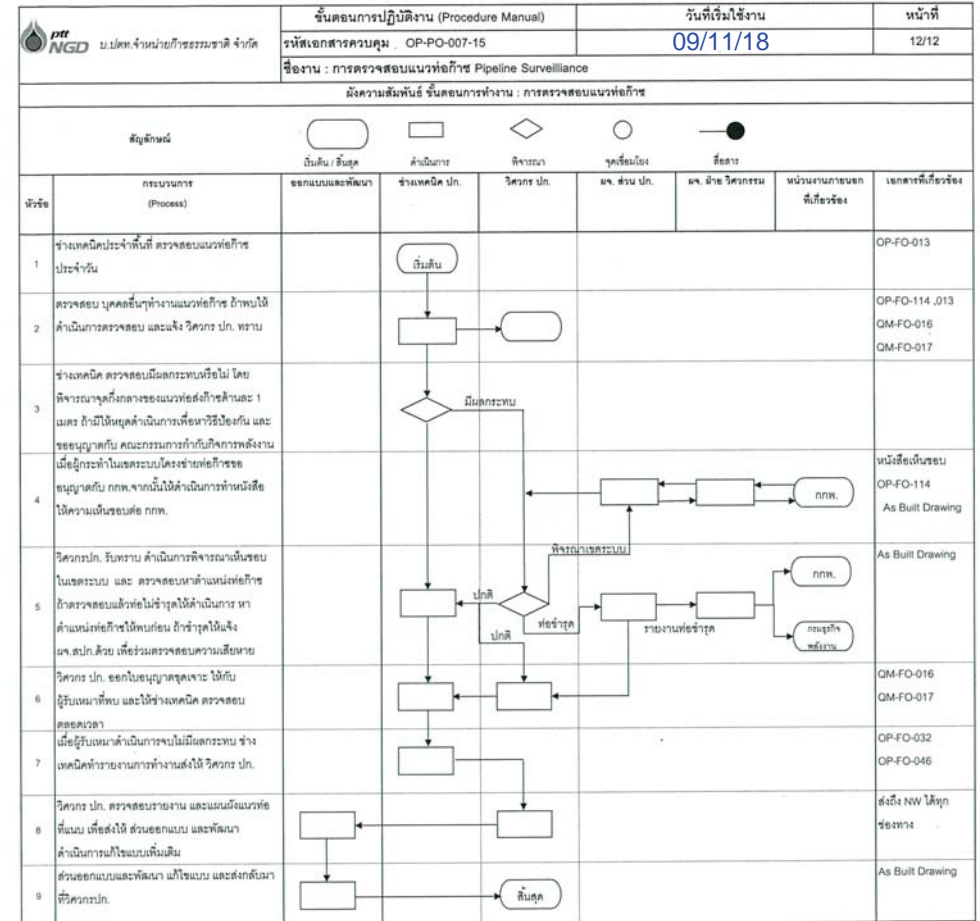 ptt
NGD บ.ปตท.จำหน่ายก๊าซธรรมชาติ จำกัด
ขั้นตอนการปฏิบัติงาน (Procedure Manual)
วันที่เริ่มใช้งาน
หน้าที่
รหัสเอกสารควบคุม . OP-PO-007-15
09/11/18
12/12
ชื่องาน : การตรวจสอบแนวท่อก๊าซ Pipeline Surveilliance
ผังความสัมพันธ์ ขั้นตอนการทำงาน : การตรวจสอบแนวท่อก๊าซ
สัญลักษณ์
เริ่มต้น / สิ้นสุด
ดำเนินการ
พิจารณา
จุดเชื่อมโยง
สื่อสาร
หัวข้อ
กระบวนการ
(Process)
ออกแบบและพัฒนา
ช่างเทคนิค ปก.
วิศวกร ปก.
ผจ. ส่วน ปก.
ผจ. ฝ่าย วิศวกรรม
หน่วยงานภายนอก
ที่เกี่ยวข้อง
เอกสารที่เกี่ยวข้อง
1
ช่างเทคนิคประจำพื้นที่ ตรวจสอบแนวท่อก๊าซ
ประจำวัน
เริ่มต้น
OP-FO-013
2
ตรวจสอบ บุคคลอื่นๆทำงานแนวท่อก๊าซ ถ้าพบให้
ดำเนินการตรวจสอบ และแจ้ง วิศวกร ปก. ทราบ
OP-FO-114 ,013
QM-FO-016
QM-FO-017
3
ช่างเทคนิค ตรวจสอบมีผลกระทบหรือไม่ โดย
พิจารณาจุดกึ่งกลางของแนวท่อส่งก๊าซด้านละ 1
เมตร ถ้ามีให้หยุดดำเนินการเพื่อหาวิธีป้องกัน และ
ขออนุญาตกับ คณะกรรมการกำกับกิจการพลังงาน
มีผลกระทบ
4
เมื่อผู้กระทำในเขตระบบโครงข่ายท่อก๊าซขอ
อนุญาตกับ กกพ.จากนั้นให้ดำเนินการทำหนังสือ
ให้ความเห็นชอบต่อ กกพ.
กกพ.
หนังสือเห็นชอบ
OP-FO-114
As Built Drawing
พิจรณาเขตระบบ
5
วิศวกรปก. รับทราบ ดำเนินการพิจารณาเห็นชอบ
ในเขตระบบ และ ตรวจสอบหาตำแหน่งท่อก๊าซ
ถ้าตรวจสอบแล้วท่อไม่ชำรุดให้ดำเนินการ หา
ตำแหน่งท่อก๊าซให้พบก่อน ถ้าชำรุดให้แจ้ง
ผจ.สปก.ด้วย เพื่อร่วมตรวจสอบความเสียหาย
ปกติ
ปกติ
ท่อชำรุด
รายงานท่อชำรุด
กกพ.
กรมธุรกิจ
พลังงาน
As Built Drawing
6
วิศวกร ปก. ออกใบอนุญาตขุดเจาะ ให้กับ
ผู้รับเหมาที่พบ และให้ช่างเทคนิค ตรวจสอบ
ตลอดเวลา
QM-FO-016
QM-FO-017
7
เมื่อผู้รับเหมาดำเนินการจบไม่มีผลกระทบ ช่าง
เทคนิคทำรายงานการทำงานส่งให้ วิศวกร ปก.
OP-FO-032
OP-FO-046
8
วิศวกร ปก. ตรวจสอบรายงาน และแผนผังแนวท่อ
ที่แนบ เพื่อส่งให้ ส่วนออกแบบ และพัฒนา
ดำเนินการแก้ไขแบบเพิ่มเติม
ส่งถึง NW ได้ทุก
ช่องทาง
9
ส่วนออกแบบและพัฒนา แก้ไขแบบ และส่งกลับมา
ที่วิศวกรปก.
สิ้นสุด
As Built Drawing